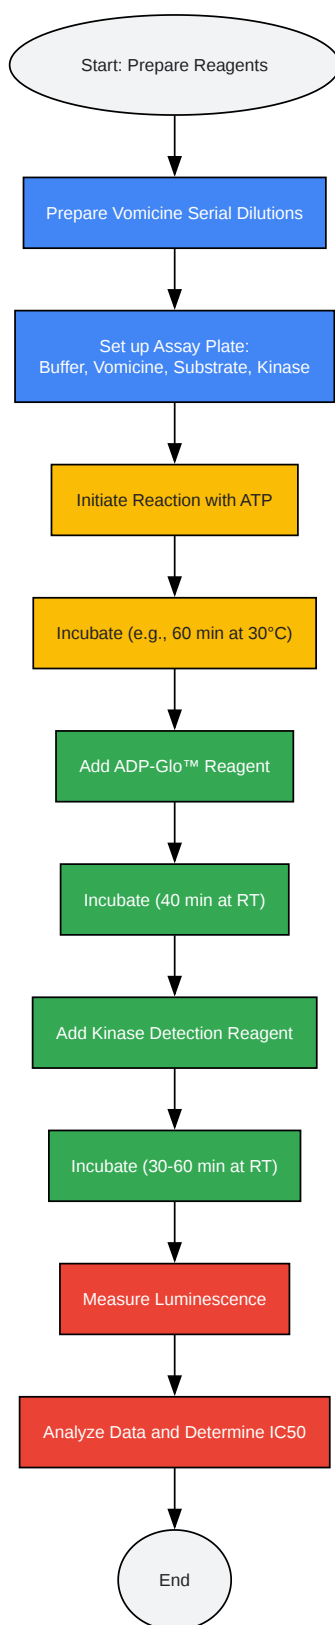 Start: Prepare Reagents
Prepare Vomicine Serial Dilutions
Set up Assay Plate:
Buffer, Vomicine, Substrate, Kinase
Initiate Reaction with ATP
Incubate (e.g., 60 min at 30°C)
Add ADP-Glo™ Reagent
Incubate (40 min at RT)
Add Kinase Detection Reagent
Incubate (30-60 min at RT)
Measure Luminescence
Analyze Data and Determine IC50
End